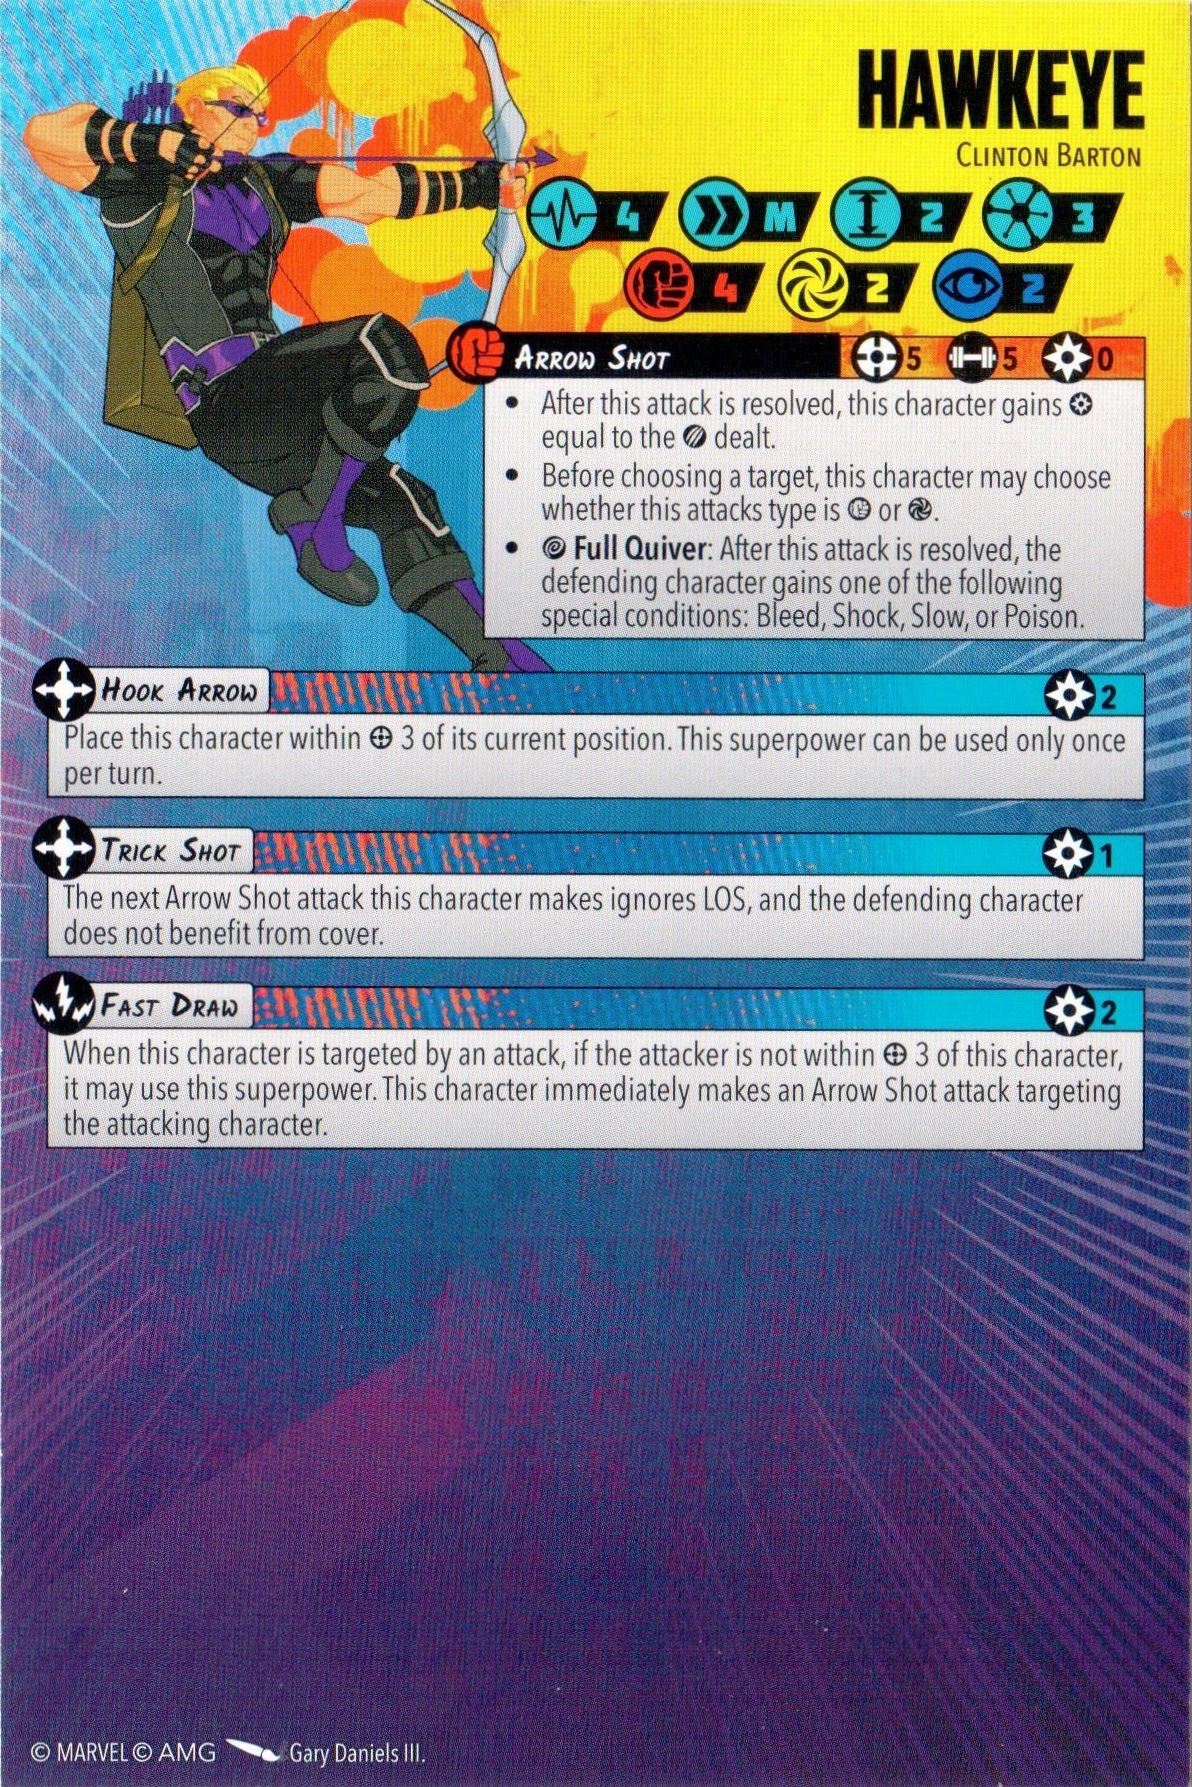 HAWKEYE
CLINTON BARTON
4 M 2 3
4 2 2
ARROW SHOT 5 5 0
• After this attack is resolved, this character gains
equal to the dealt.
• Before choosing a target, this character may choose
whether this attacks type is or .
• Full Quiver: After this attack is resolved, the
defending character gains one of the following
special conditions: Bleed, Shock, Slow, or Poison.
HOOK ARROW 2
Place this character within 3 of its current position. This superpower can be used only once
per turn.
TRICK SHOT 1
The next Arrow Shot attack this character makes ignores LOS, and the defending character
does not benefit from cover.
FAST DRAW 2
When this character is targeted by an attack, if the attacker is not within 3 of this character,
it may use this superpower. This character immediately makes an Arrow Shot attack targeting
the attacking character.
© MARVEL © AMG Gary Daniels III.